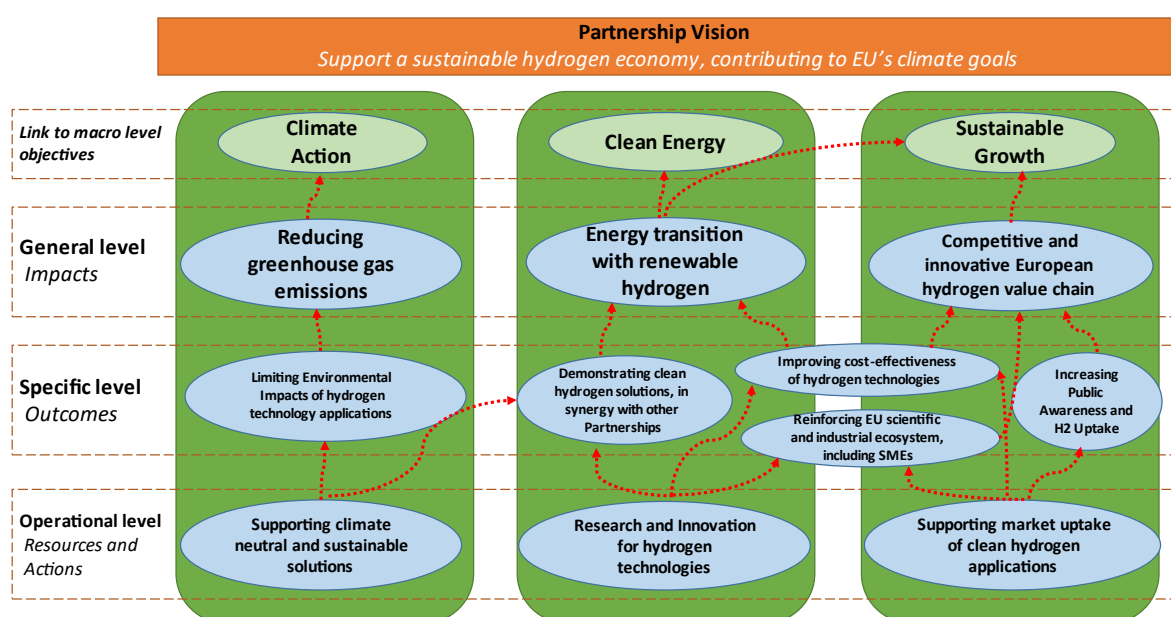 Partnership Vision
Support a sustainable hydrogen economy, contributing to EU's climate goals
Link to macro level
objectives
Climate
Action
Clean Energy
Sustainable
Growth
General level
Impacts
Reducing
greenhouse gas
emissions
Energy transition
with renewable
hydrogen
Competitive and
innovative European
hydrogen value chain
Specific level
Outcomes
Limiting Environmental
Impacts of hydrogen
technology applications
Demonstrating clean
hydrogen solutions, in
synergy with other
Partnerships
Improving cost-effectiveness
of hydrogen technologies
Reinforcing EU scientific
and industrial ecosystem,
including SMEs
Increasing
Public
Awareness and
H2 Uptake
Operational level
Resources and
Actions
Supporting climate
neutral and sustainable
solutions
Research and Innovation
for hydrogen
technologies
Supporting market uptake
of clean hydrogen
applications